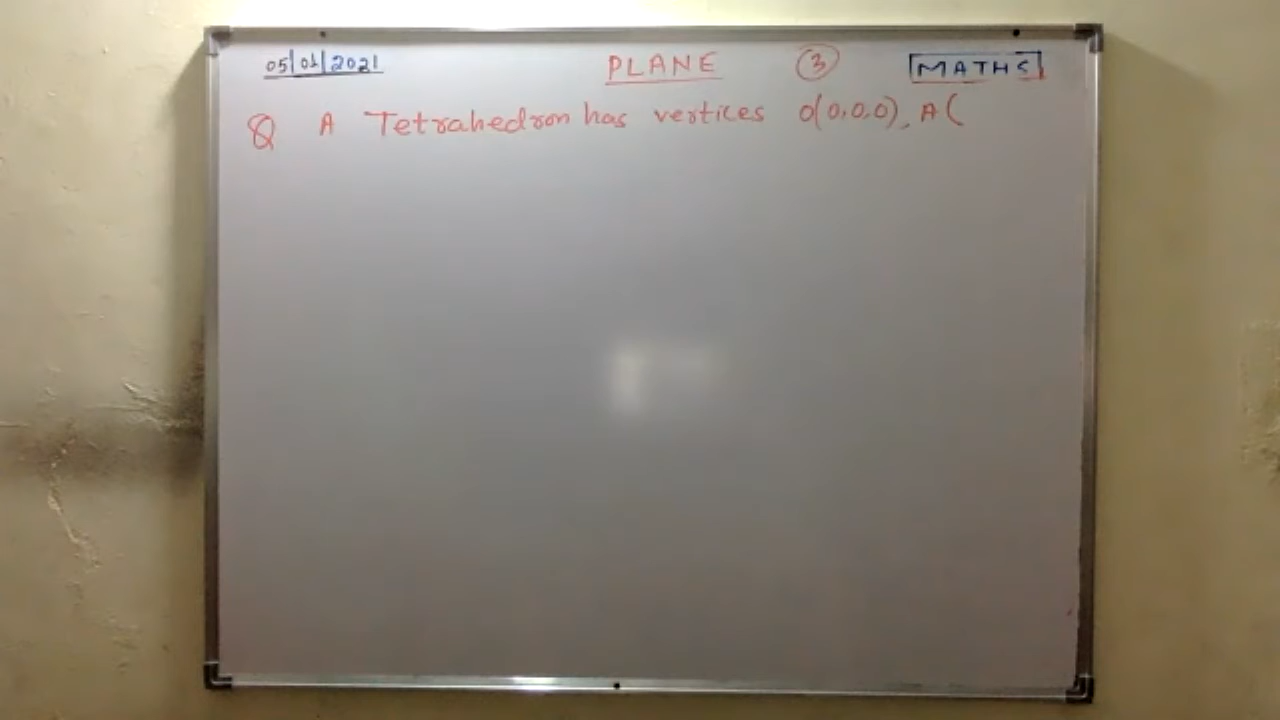 05/01/2021 PLANE 3 MATHS
Q A Tetrahedron has vertices O(0,0,0), A(